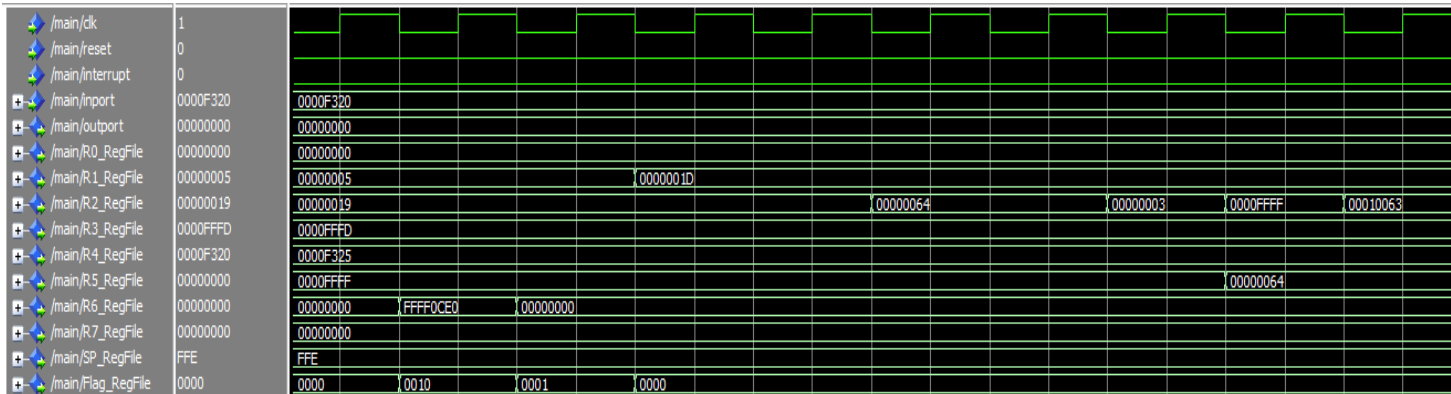 /main/clk 1
/main/reset 0
/main/interrupt 0
/main/inport 0000F320 0000F320
/main/outport 00000000 00000000
/main/R0_RegFile 00000000 00000000
/main/R1_RegFile 00000005 00000005 0000001D
/main/R2_RegFile 00000019 00000019 00000064 00000003 0000FFFF 00010063
/main/R3_RegFile 0000FFFD 0000FFFD
/main/R4_RegFile 0000F320 0000F325
/main/R5_RegFile 00000000 0000FFFF 00000064
/main/R6_RegFile 00000000 00000000 FFFF0CE0 00000000
/main/R7_RegFile 00000000 00000000
/main/SP_RegFile FFE FFE
/main/Flag_RegFile 0000 0000 0010 0001 0000